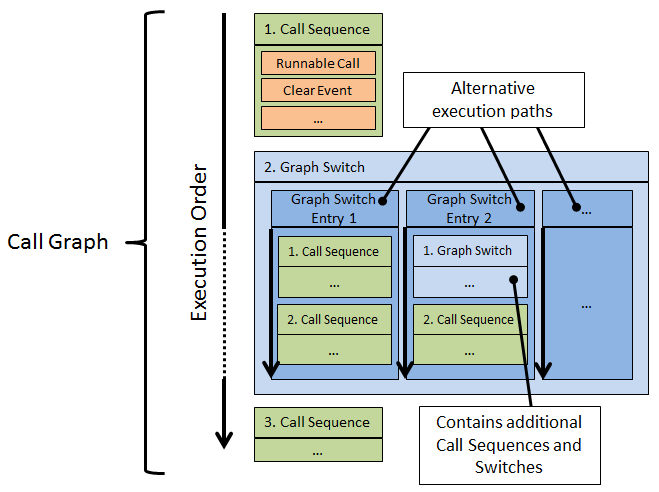 Call Graph
Execution Order
1. Call Sequence
Runnable Call
Clear Event
...
Alternative
execution paths
2. Graph Switch
Graph Switch
Entry 1
1. Call Sequence
...
2. Call Sequence
...
Graph Switch
Entry 2
1. Graph Switch
...
2. Call Sequence
...
...
...
3. Call Sequence
...
Contains additional
Call Sequences and
Switches